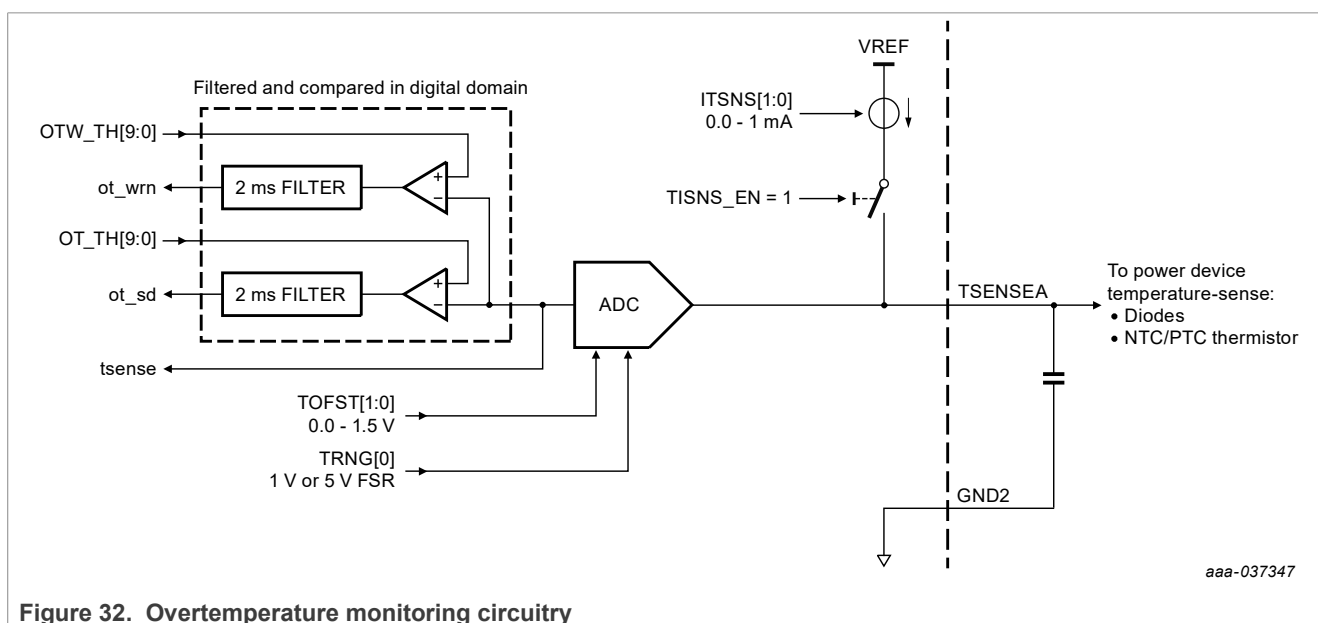 Filtered and compared in digital domain
OTW_TH[9:0]
ot_wrn
OT_TH[9:0]
ot_sd
tsense
2 ms FILTER
+
−
2 ms FILTER
+
−
ADC
TOFST[1:0]
0.0 - 1.5 V
TRNG[0]
1 V or 5 V FSR
VREF
ITSNS[1:0]
0.0 - 1 mA
TISNS_EN = 1
TSENSEA
GND2
To power device
temperature-sense:
• Diodes
• NTC/PTC thermistor
aaa-037347
Figure 32. Overtemperature monitoring circuitry